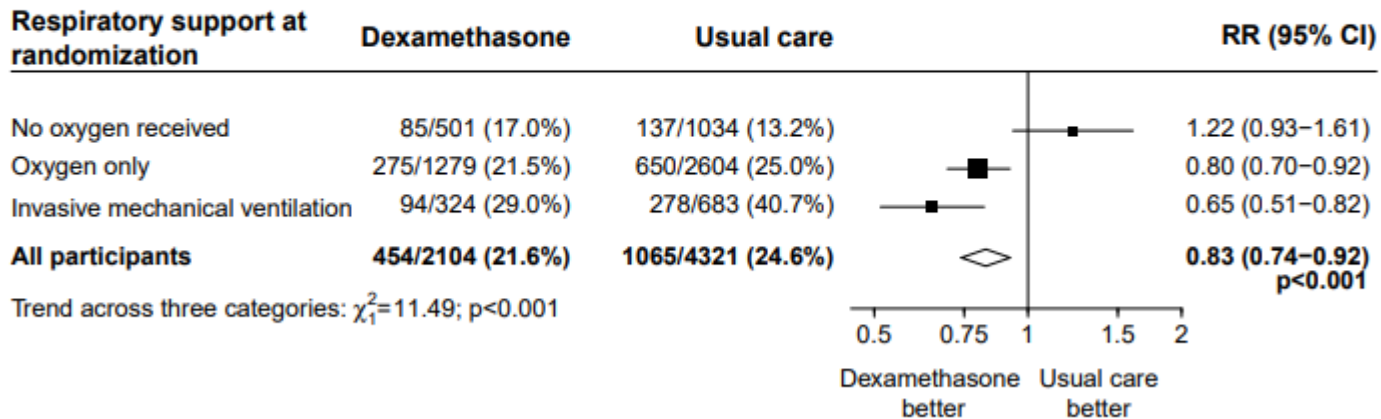 Respiratory support at randomization Dexamethasone Usual care RR (95% CI)
No oxygen received 85/501 (17.0%) 137/1034 (13.2%) 1.22 (0.93−1.61)
Oxygen only 275/1279 (21.5%) 650/2604 (25.0%) 0.80 (0.70−0.92)
Invasive mechanical ventilation 94/324 (29.0%) 278/683 (40.7%) 0.65 (0.51−0.82)
All participants 454/2104 (21.6%) 1065/4321 (24.6%) 0.83 (0.74−0.92)
p<0.001
Trend across three categories: χ²₁=11.49; p<0.001
0.5 0.75 1 1.5 2
Dexamethasone better Usual care better